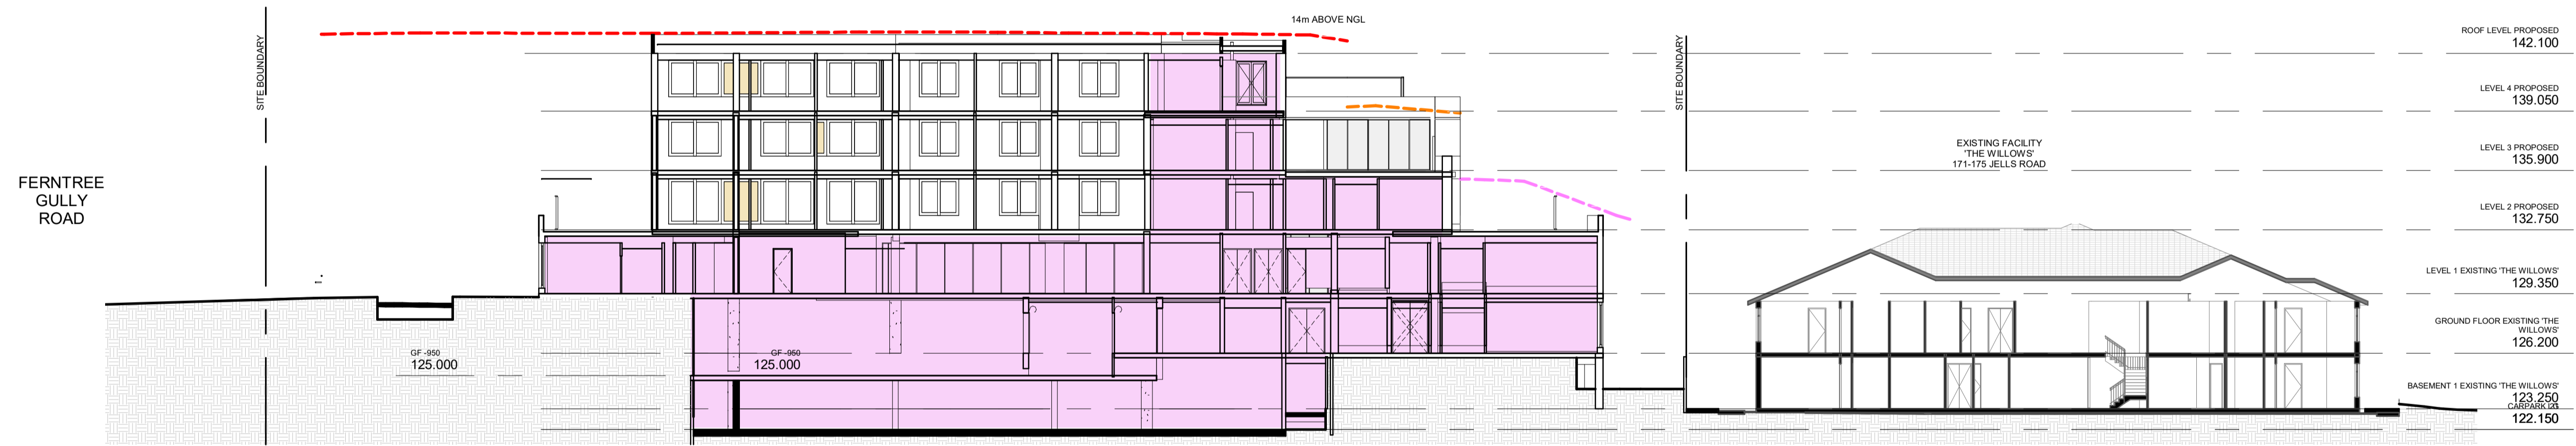 14m ABOVE NGL
SITE BOUNDARY
SITE BOUNDARY
FERNTREE
GULLY
ROAD
EXISTING FACILITY
'THE WILLOWS'
171-175 JELLS ROAD
GF -950
125.000
GF -950
125.000
ROOF LEVEL PROPOSED
142.100
LEVEL 4 PROPOSED
139.050
LEVEL 3 PROPOSED
135.900
LEVEL 2 PROPOSED
132.750
LEVEL 1 EXISTING 'THE WILLOWS'
129.350
GROUND FLOOR EXISTING 'THE
WILLOWS'
126.200
BASEMENT 1 EXISTING 'THE WILLOWS'
123.250
CARPARK
122.150